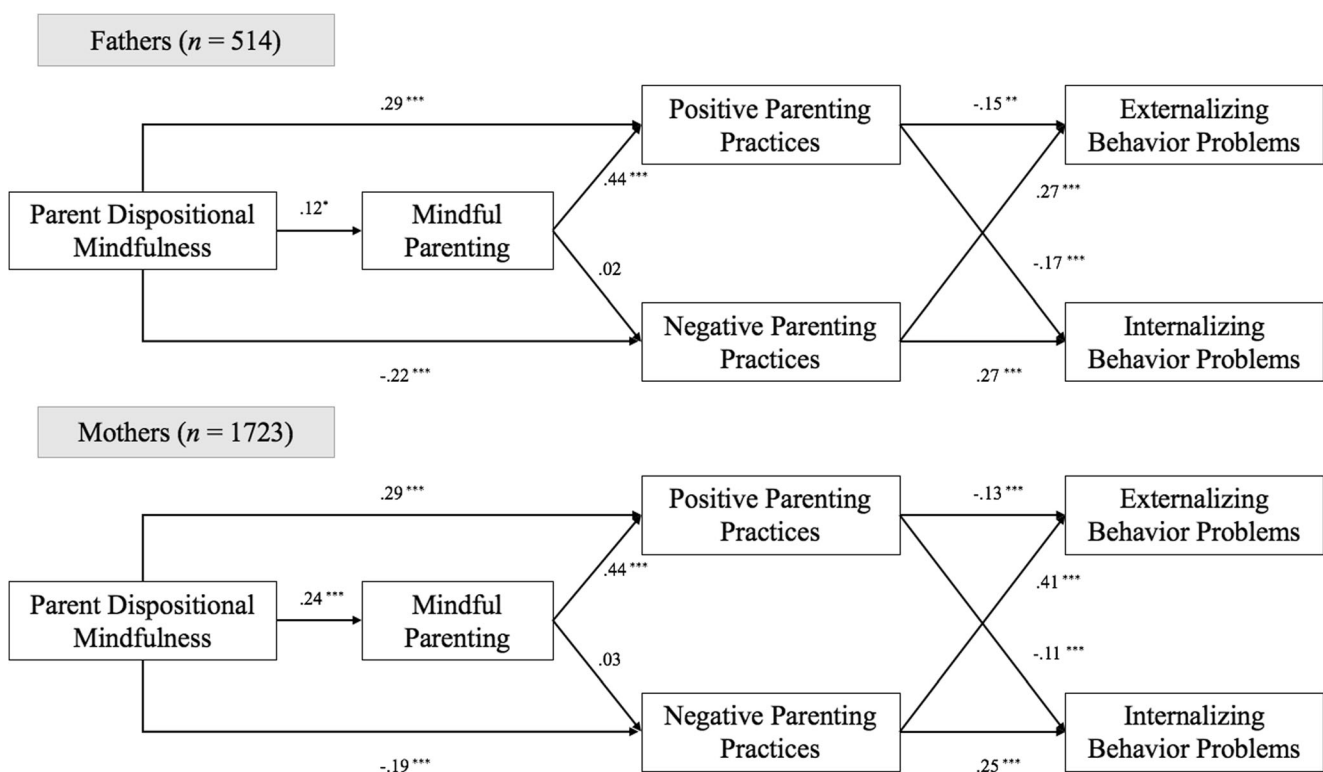 Fathers (n = 514)
.29 ***
Positive Parenting
Practices
-.15 **
Externalizing
Behavior Problems
.44 ***
.27 ***
Parent Dispositional
Mindfulness
.12*
Mindful
Parenting
.02
-.17 ***
Negative Parenting
Practices
Internalizing
Behavior Problems
-.22 ***
.27 ***
Mothers (n = 1723)
.29 ***
Positive Parenting
Practices
-.13 ***
Externalizing
Behavior Problems
.44 ***
.41 ***
Parent Dispositional
Mindfulness
.24 ***
Mindful
Parenting
.03
-.11 ***
Negative Parenting
Practices
Internalizing
Behavior Problems
-.19 ***
.25 ***